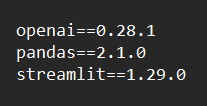 openai==0.28.1
pandas==2.1.0
streamlit==1.29.0